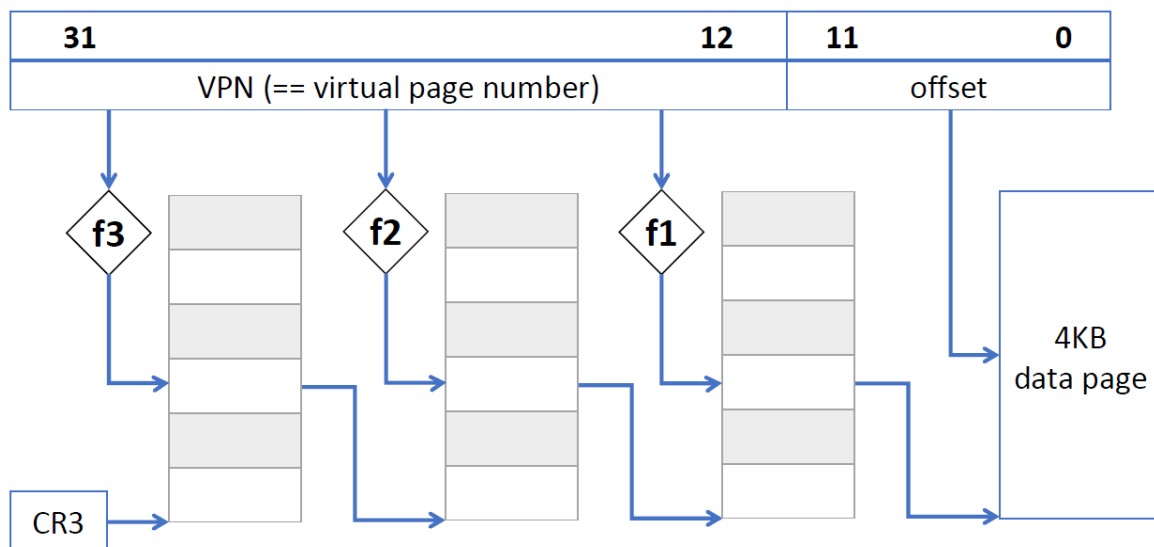 31 12 11 0
VPN (== virtual page number) offset
f3 f2 f1
4KB
data page
CR3